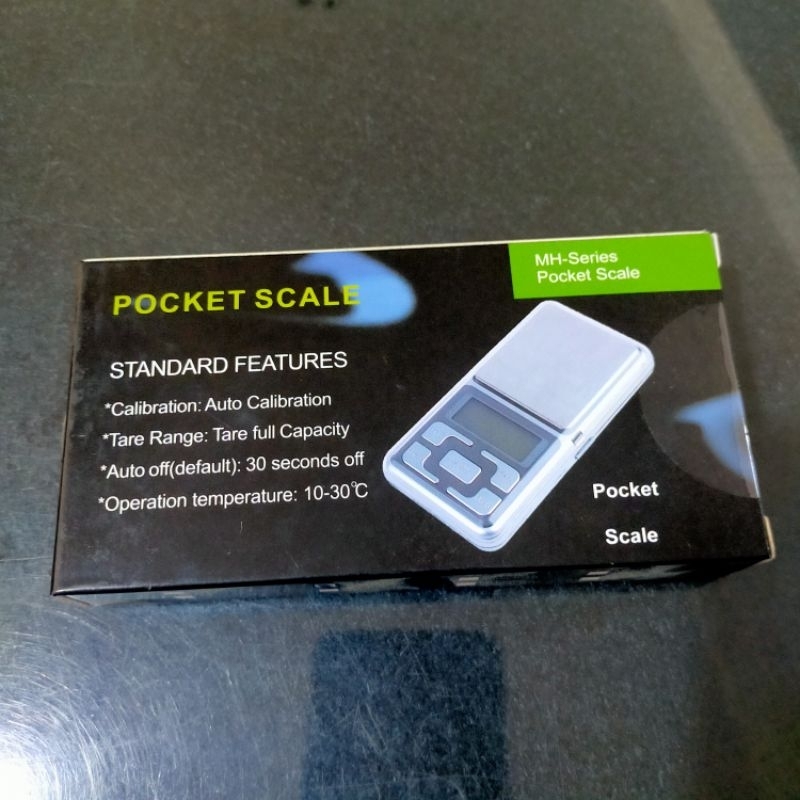 MH-Series
Pocket Scale
POCKET SCALE
STANDARD FEATURES
*Calibration: Auto Calibration
*Tare Range: Tare full Capacity
*Auto off(default): 30 seconds off
*Operation temperature: 10-30℃
Pocket
Scale